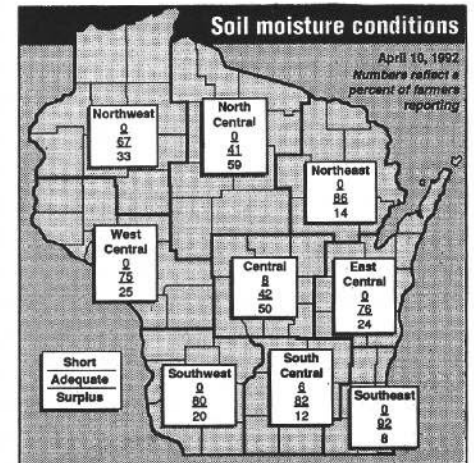 Soil moisture conditions
April 10, 1992
Numbers reflect a
percent of farmers
reporting
Northwest
0
67
33
North
Central
0
41
59
Northeast
0
86
14
West
Central
0
75
25
Central
8
42
50
East
Central
0
76
24
Short
Adequate
Surplus
Southwest
0
80
20
South
Central
6
82
12
Southeast
0
92
8